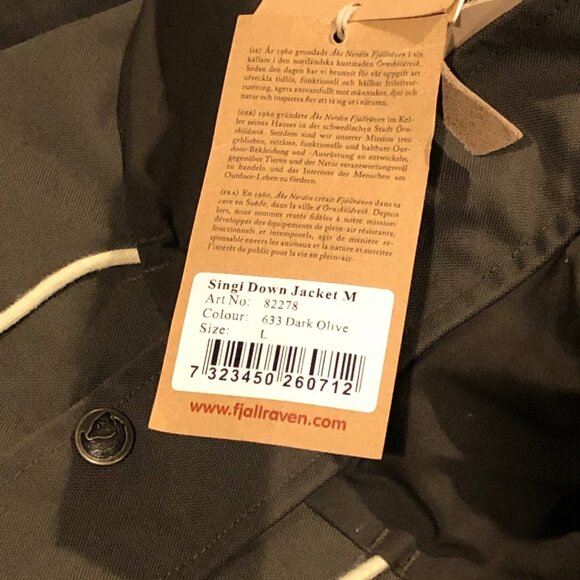 (SE) År 1960 grundade Åke Nordin Fjällräven i sin
källare i den norrländska kuststaden Örnsköldsvik.
Sedan den dagen har vi brunnit för vår uppgift att
utveckla tidlös, funktionell och hållbar friluftsut-
rustning, agera ansvarsfullt mot människor, djur och
natur och inspirera fler att ta sig ut i naturen.
(GER) 1960 gründete Åke Nordin Fjällräven im Kel-
ler seines Hauses in der schwedischen Stadt Örn-
sköldsvik. Seitdem sind wir unserer Mission treu
geblieben, zeitlose, funktionelle und haltbare Out-
door-Bekleidung und -Ausrüstung zu entwickeln,
gegenüber Tieren und der Natur verantwortungsvoll
zu handeln und das Interesse der Menschen am
Outdoor-Leben zu fördern.
(FRA) En 1960, Åke Nordin créait Fjällräven dans sa
cave en Suède, dans la ville d'Örnsköldsvik. Depuis
lors, nous sommes restés fidèles à notre mission:
développer des équipements de plein-air résistants,
fonctionnels et intemporels, agir de manière re-
sponsable envers les animaux et la nature et susciter
l'intérêt du public pour la vie en plein-air.
Singi Down Jacket M
Art No: 82278
Colour: 633 Dark Olive
Size: L
7 323450 260712
www.fjallraven.com